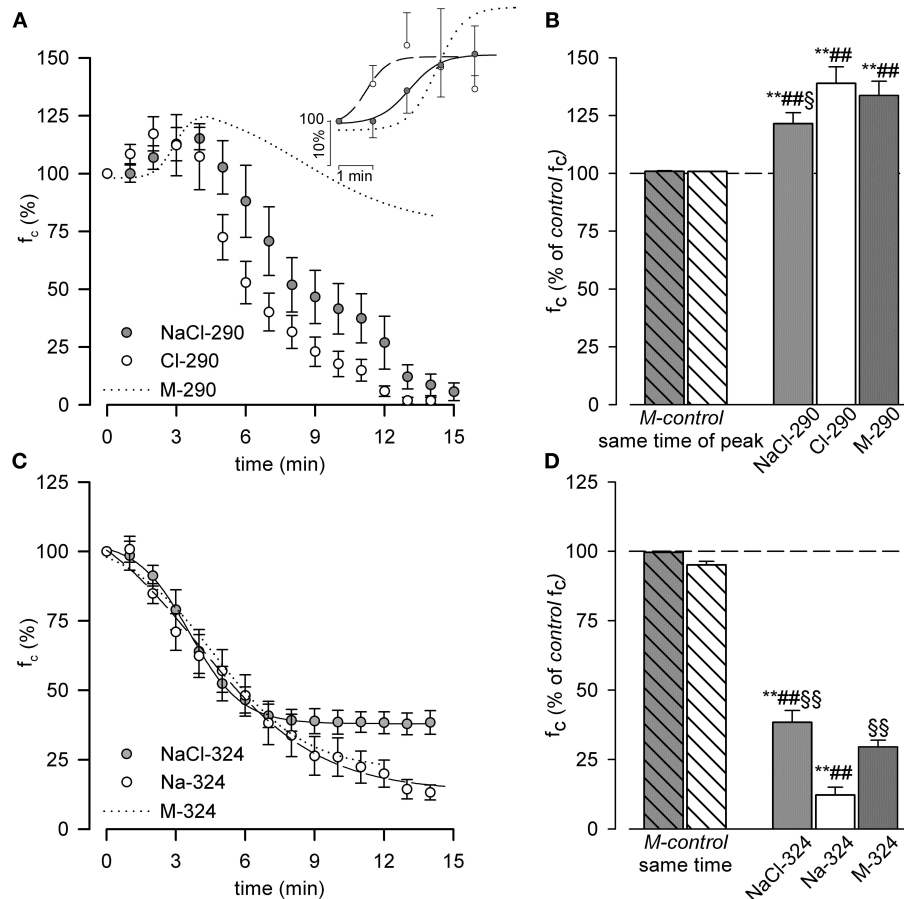 A
150
125
100
75
50
25
0
f_c (%)
NaCl-290
Cl-290
M-290
0 3 6 9 12 15
time (min)
100
10%
1 min
B
150
125
100
75
50
25
0
f_C (% of control f_C)
**##§
**##
**##
M-control
same time of peak
NaCl-290
Cl-290
M-290
C
125
100
75
50
25
0
f_c (%)
NaCl-324
Na-324
M-324
0 3 6 9 12 15
time (min)
D
125
100
75
50
25
0
f_C (% of control f_C)
**##§§
**##
§§
M-control
same time
NaCl-324
Na-324
M-324